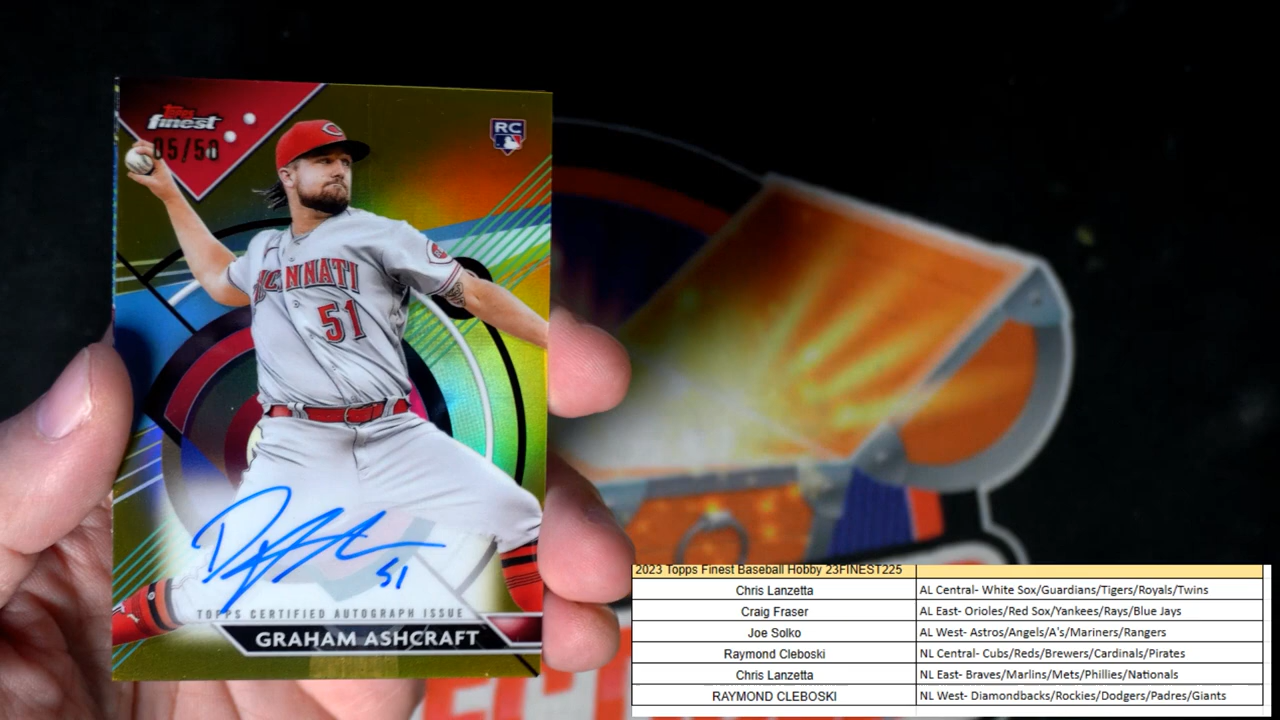 Topps
finest
05/50
RC
CINCINNATI
51
51
TOPPS CERTIFIED AUTOGRAPH ISSUE
GRAHAM ASHCRAFT
2023 Topps Finest Baseball Hobby 23FINEST225
Chris Lanzetta AL Central- White Sox/Guardians/Tigers/Royals/Twins
Craig Fraser AL East- Orioles/Red Sox/Yankees/Rays/Blue Jays
Joe Solko AL West- Astros/Angels/A's/Mariners/Rangers
Raymond Cleboski NL Central- Cubs/Reds/Brewers/Cardinals/Pirates
Chris Lanzetta NL East- Braves/Marlins/Mets/Phillies/Nationals
RAYMOND CLEBOSKI NL West- Diamondbacks/Rockies/Dodgers/Padres/Giants